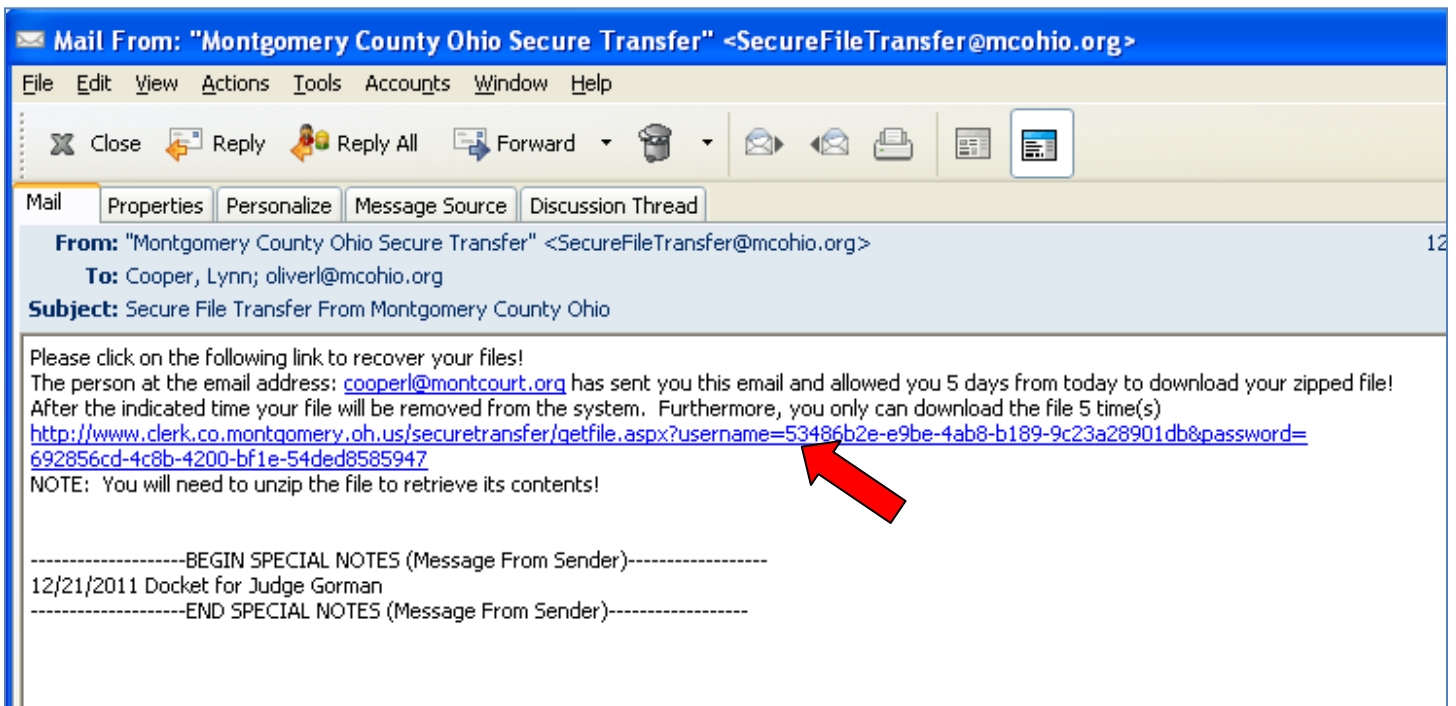 Mail From: "Montgomery County Ohio Secure Transfer" <SecureFileTransfer@mcohio.org>
File Edit View Actions Tools Accounts Window Help
Close Reply Reply All Forward
Mail Properties Personalize Message Source Discussion Thread
From: "Montgomery County Ohio Secure Transfer" <SecureFileTransfer@mcohio.org> 12
To: Cooper, Lynn; oliverl@mcohio.org
Subject: Secure File Transfer From Montgomery County Ohio
Please click on the following link to recover your files!
The person at the email address: cooperl@montcourt.org has sent you this email and allowed you 5 days from today to download your zipped file!
After the indicated time your file will be removed from the system. Furthermore, you only can download the file 5 time(s)
http://www.clerk.co.montgomery.oh.us/securetransfer/getfile.aspx?username=53486b2e-e9be-4ab8-b189-9c23a28901db&password=
692856cd-4c8b-4200-bf1e-54ded8585947
NOTE: You will need to unzip the file to retrieve its contents!
--------------------BEGIN SPECIAL NOTES (Message From Sender)------------------
12/21/2011 Docket for Judge Gorman
--------------------END SPECIAL NOTES (Message From Sender)------------------